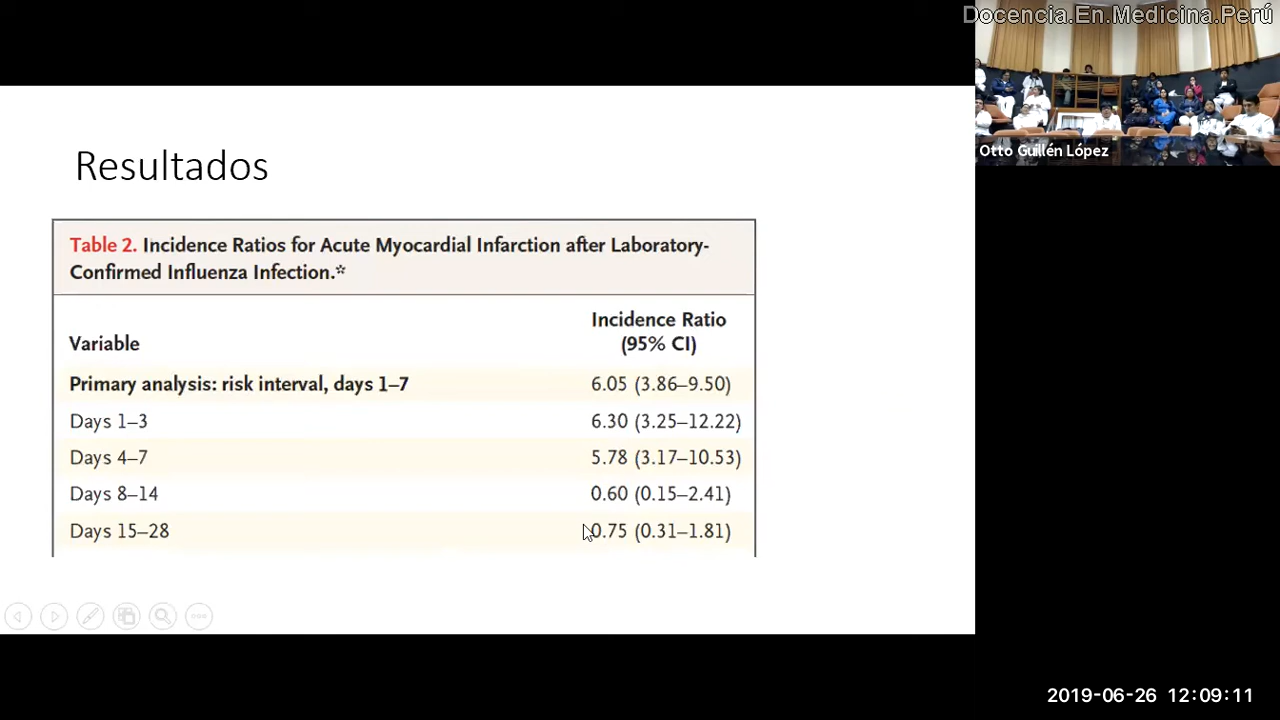 Docencia.En.Medicina.Perú
Otto Guillén López
Resultados
Table 2. Incidence Ratios for Acute Myocardial Infarction after Laboratory-
Confirmed Influenza Infection.*
Variable
Incidence Ratio
(95% CI)
Primary analysis: risk interval, days 1–7 6.05 (3.86–9.50)
Days 1–3 6.30 (3.25–12.22)
Days 4–7 5.78 (3.17–10.53)
Days 8–14 0.60 (0.15–2.41)
Days 15–28 0.75 (0.31–1.81)
2019-06-26 12:09:11